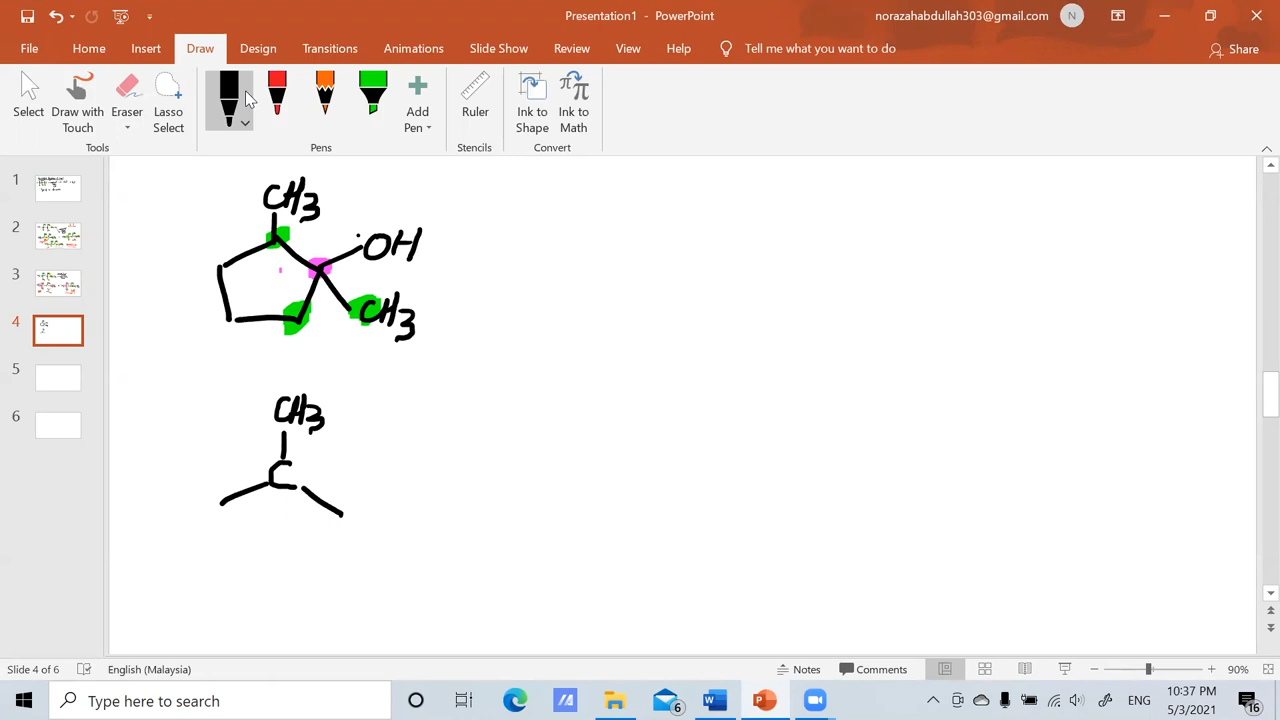 Presentation1 - PowerPoint
norazahabdullah303@gmail.com
N
File Home Insert Draw Design Transitions Animations Slide Show Review View Help Tell me what you want to do
Share
Select
Draw with Touch
Eraser
Lasso Select
Add Pen
Ruler
Ink to Shape
Ink to Math
Tools
Pens
Stencils
Convert
1
2
3
4
5
6
CH3
OH
CH3
CH3
C
Slide 4 of 6
English (Malaysia)
Notes
Comments
90%
Type here to search
6
ENG
10:37 PM
5/3/2021
16